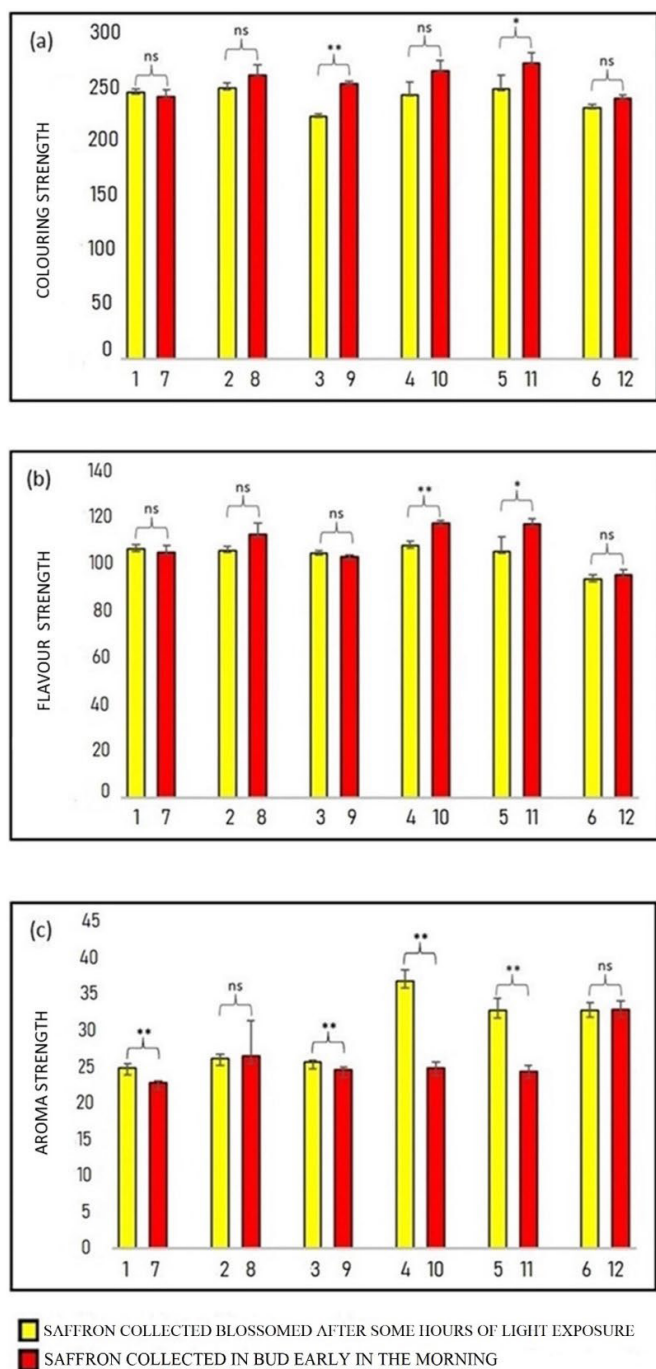 (a)
COLOURING STRENGTH
300
250
200
150
100
50
0
ns
ns
**
ns
*
ns
1 7 2 8 3 9 4 10 5 11 6 12
(b)
FLAVOUR STRENGTH
140
120
100
80
60
40
20
0
ns
ns
ns
**
*
ns
1 7 2 8 3 9 4 10 5 11 6 12
(c)
AROMA STRENGTH
45
40
35
30
25
20
15
10
5
0
**
ns
**
**
**
ns
1 7 2 8 3 9 4 10 5 11 6 12
SAFFRON COLLECTED BLOSSOMED AFTER SOME HOURS OF LIGHT EXPOSURE
SAFFRON COLLECTED IN BUD EARLY IN THE MORNING